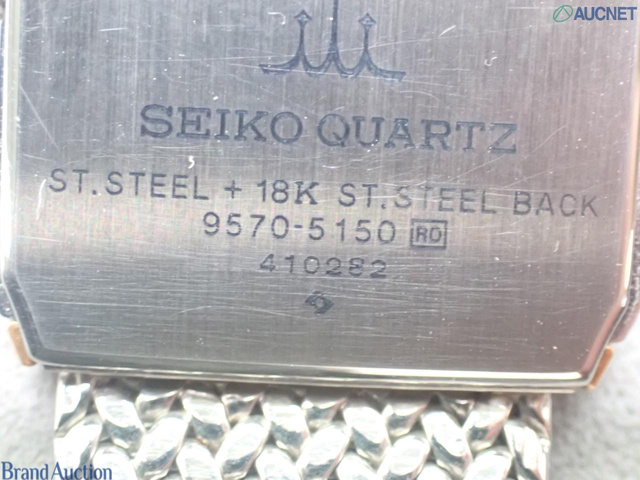 AUCNET
SEIKO QUARTZ
ST.STEEL + 18K ST.STEEL BACK
9570-5150 RO
410282
Brand Auction